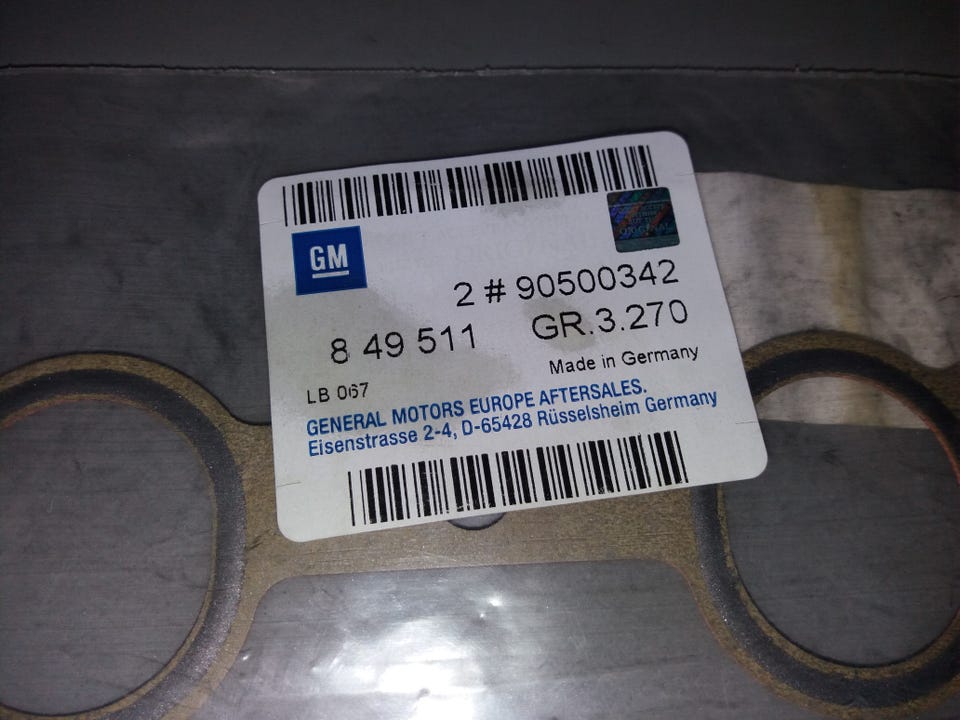 GM
ORIGINAL
2 # 90500342
8 49 511 GR.3.270
Made in Germany
LB 067
GENERAL MOTORS EUROPE AFTERSALES.
Eisenstrasse 2-4, D-65428 Rüsselsheim Germany